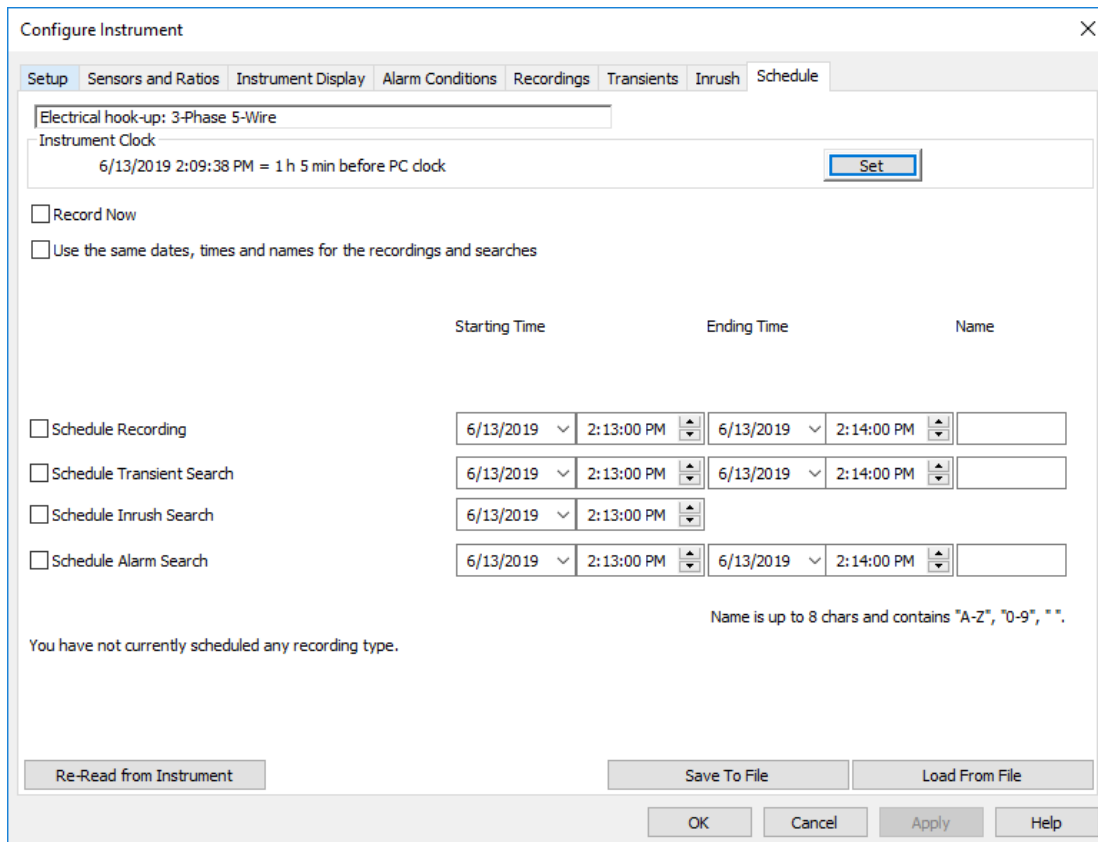 Configure Instrument
Setup Sensors and Ratios Instrument Display Alarm Conditions Recordings Transients Inrush Schedule
Electrical hook-up: 3-Phase 5-Wire
Instrument Clock
6/13/2019 2:09:38 PM = 1 h 5 min before PC clock Set
Record Now
Use the same dates, times and names for the recordings and searches
Starting Time Ending Time Name
Schedule Recording 6/13/2019 2:13:00 PM 6/13/2019 2:14:00 PM
Schedule Transient Search 6/13/2019 2:13:00 PM 6/13/2019 2:14:00 PM
Schedule Inrush Search 6/13/2019 2:13:00 PM
Schedule Alarm Search 6/13/2019 2:13:00 PM 6/13/2019 2:14:00 PM
Name is up to 8 chars and contains "A-Z", "0-9", " ".
You have not currently scheduled any recording type.
Re-Read from Instrument Save To File Load From File
OK Cancel Apply Help